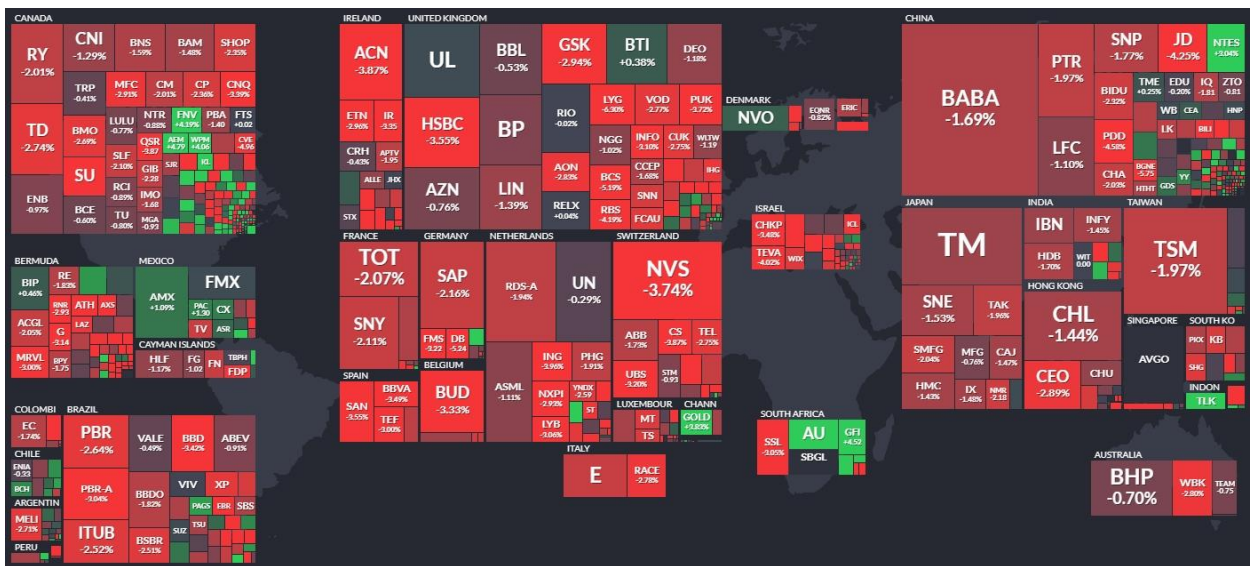 CANADA
RY
-2.01%
CNI
-1.29%
BNS
-1.59%
BAM
-1.48%
SHOP
-2.35%
TRP
-0.41%
MFC
-2.91%
CM
-2.01%
CP
-2.36%
CNQ
-3.39%
TD
-2.74%
BMO
-2.69%
LULU
-0.77%
NTR
-0.88%
FNV
+4.19%
PBA
-1.40
FTS
+0.02
QSR
-3.87
AEM
+4.79
WPM
+4.06
CVE
-4.96
SU
SLF
-2.10%
GIB
-2.28
SJR
KL
ENB
-0.97%
BCE
-0.60%
RCI
-0.89%
IMO
-1.68
TU
-0.80%
MGA
-0.93
IRELAND
ACN
-3.87%
ETN
-2.96%
IR
-3.35
CRH
-0.43%
APTV
-1.95
ALLE
JHX
STX
UNITED KINGDOM
UL
BBL
-0.53%
GSK
-2.94%
BTI
+0.38%
DEO
-1.18%
HSBC
-3.55%
BP
RIO
-0.02%
LYG
-6.30%
VOD
-2.77%
PUK
-3.72%
NGG
-1.02%
INFO
-3.10%
CUK
-2.75%
WLTW
-1.19
AZN
-0.76%
LIN
-1.39%
AON
-2.83%
BCS
-5.19%
CCEP
-1.68%
IHG
SNN
RELX
+0.04%
RBS
-4.19%
FCAU
DENMARK
NVO
EQNR
-0.82%
ERIC
CHINA
BABA
-1.69%
PTR
-1.97%
SNP
-1.77%
JD
-4.25%
NTES
+3.04%
BIDU
-2.32%
TME
+0.25%
EDU
-0.20%
IQ
-1.81
ZTO
-0.81
WB
CEA
HNP
LFC
-1.10%
PDD
-4.58%
LK
BILI
BGNE
-5.75
CHA
-2.03%
HTHT
GDS
YY
FRANCE
TOT
-2.07%
SNY
-2.11%
GERMANY
SAP
-2.16%
FMS
-3.22
DB
-5.24
BELGIUM
BUD
-3.33%
NETHERLANDS
RDS-A
-1.94%
UN
-0.29%
ASML
-1.11%
ING
-3.96%
PHG
-1.91%
NXPI
-2.93%
YNDX
-2.59
LYB
-3.06%
ST
SWITZERLAND
NVS
-3.74%
ABB
-1.73%
CS
-3.87%
TEL
-2.75%
UBS
-3.20%
STM
-0.93
LUXEMBOUR
MT
TS
CHANN
GOLD
+3.83%
SPAIN
SAN
-3.55%
BBVA
-3.49%
TEF
-3.00%
ITALY
E
RACE
-2.78%
ISRAEL
CHKP
-3.48%
TEVA
-4.02%
WIX
ICL
JAPAN
TM
SNE
-1.53%
TAK
-1.96%
SMFG
-2.04%
MFG
-0.76%
CAJ
-1.47%
HMC
-1.43%
IX
-1.48%
NMR
-2.18
INDIA
IBN
INFY
-1.45%
HDB
-1.70%
WIT
0.00
TAIWAN
TSM
-1.97%
HONG KONG
CHL
-1.44%
CEO
-2.89%
CHU
SINGAPORE
AVGO
SOUTH KO
PKX
KB
SHG
INDON
TLK
BERMUDA
BIP
+0.46%
RE
-1.83%
RNR
-2.93
ATH
AXS
ACGL
-2.05%
G
-3.14
LAZ
MRVL
-3.00%
BPY
-1.75
MEXICO
AMX
+1.09%
FMX
PAC
+1.30
CX
TV
ASR
CAYMAN ISLANDS
HLF
-1.17%
FG
-1.02
FN
TBPH
FDP
COLOMBI
EC
-1.74%
CHILE
ENIA
-0.33
BCH
ARGENTIN
MELI
-2.71%
PERU
BRAZIL
PBR
-2.64%
VALE
-0.49%
BBD
-3.42%
ABEV
-0.91%
PBR-A
-3.04%
BBDO
-1.82%
VIV
XP
PAGS
ERR
SBS
ITUB
-2.52%
BSBR
-2.51%
SUZ
TSU
SOUTH AFRICA
SSL
-3.05%
AU
GFI
+4.52
SBGL
AUSTRALIA
BHP
-0.70%
WBK
-2.80%
TEAM
-0.75